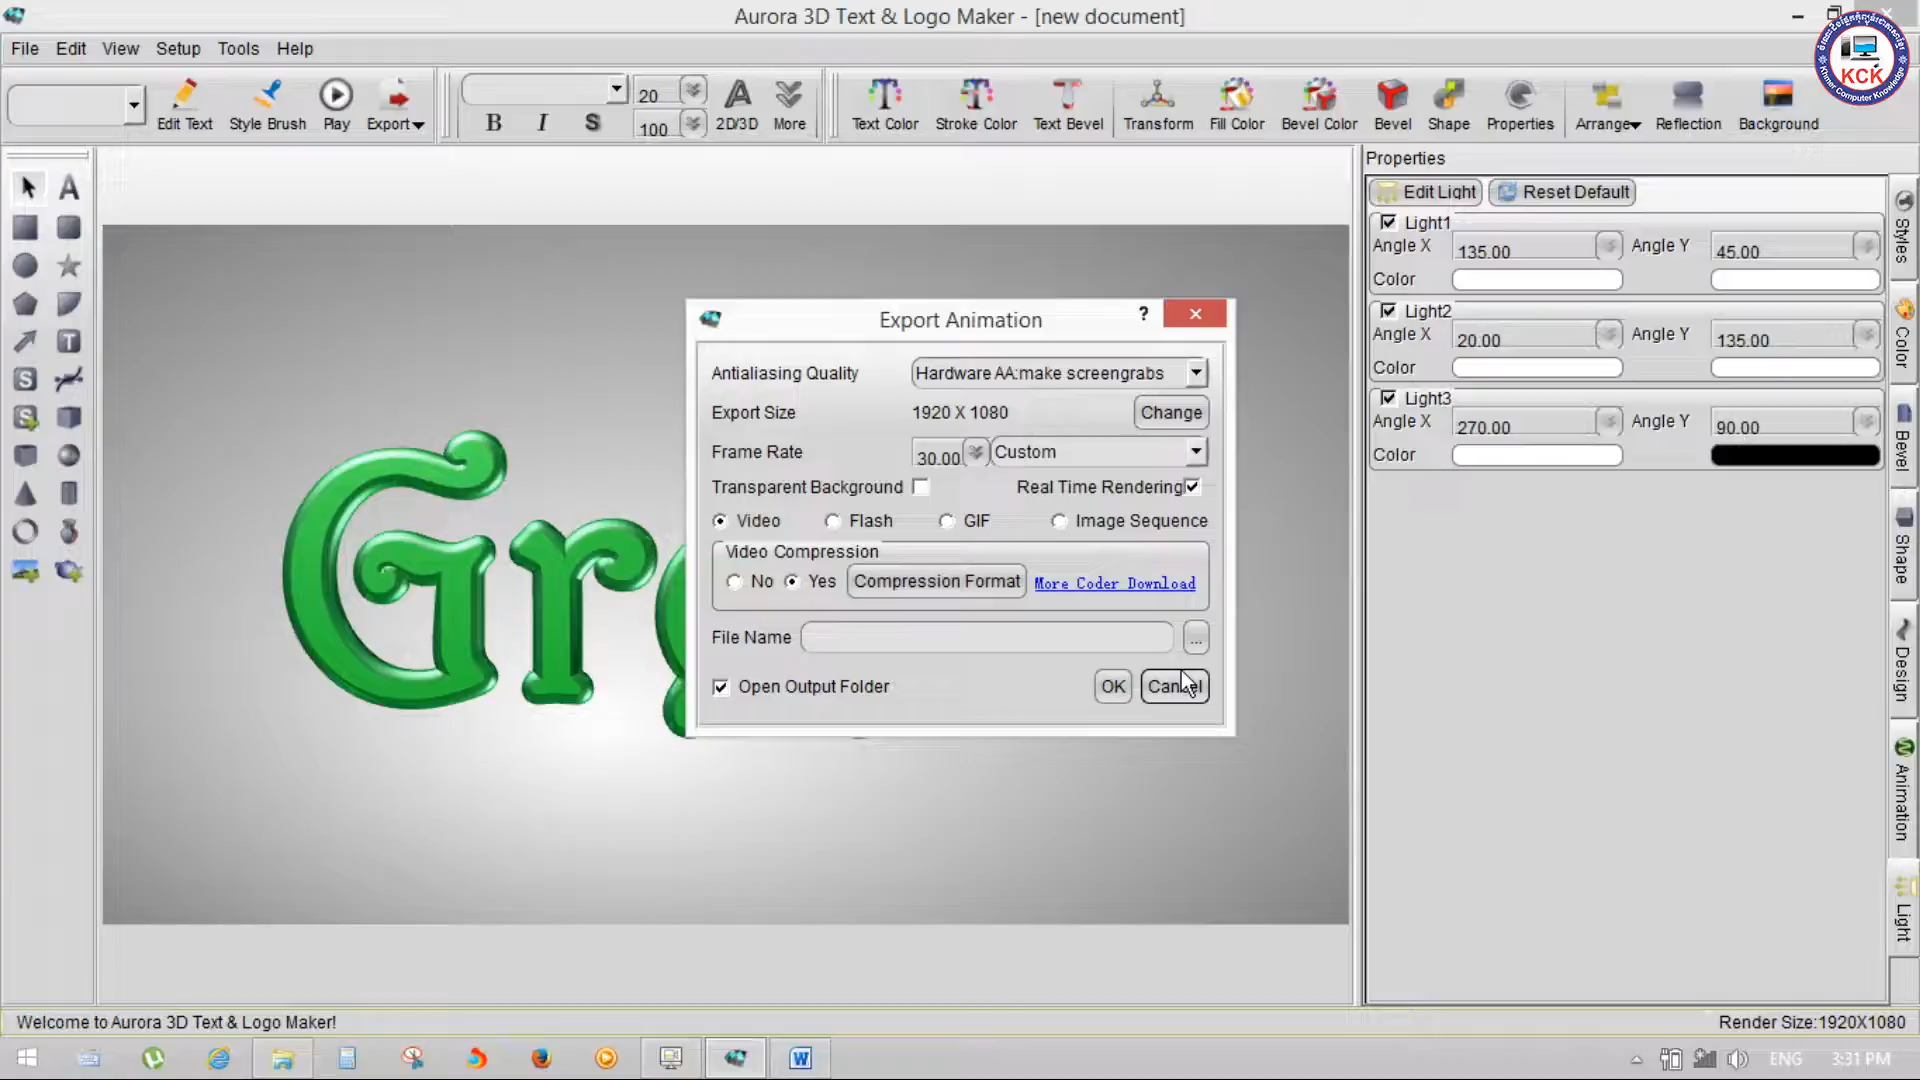 Aurora 3D Text & Logo Maker - [new document]
File Edit View Setup Tools Help
KCK
Khmer Computer Knowledge
20
100
Edit Text Style Brush Play Export B I S 2D/3D More Text Color Stroke Color Text Bevel Transform Fill Color Bevel Color Bevel Shape Properties Arrange Reflection Background
Properties
Edit Light Reset Default
Light1
Angle X 135.00 Angle Y 45.00
Color
Light2
Angle X 20.00 Angle Y 135.00
Color
Light3
Angle X 270.00 Angle Y 90.00
Color
Styles
Color
Bevel
Shape
Design
Animation
Light
A
T
S
S
Gr
Export Animation ?
Antialiasing Quality Hardware AA:make screengrabs
Export Size 1920 X 1080 Change
Frame Rate 30.00 Custom
Transparent Background Real Time Rendering
Video Flash GIF Image Sequence
Video Compression
No Yes Compression Format More Coder Download
File Name ...
Open Output Folder OK Cancel
Welcome to Aurora 3D Text & Logo Maker! Render Size:1920X1080
ENG 3:31 PM